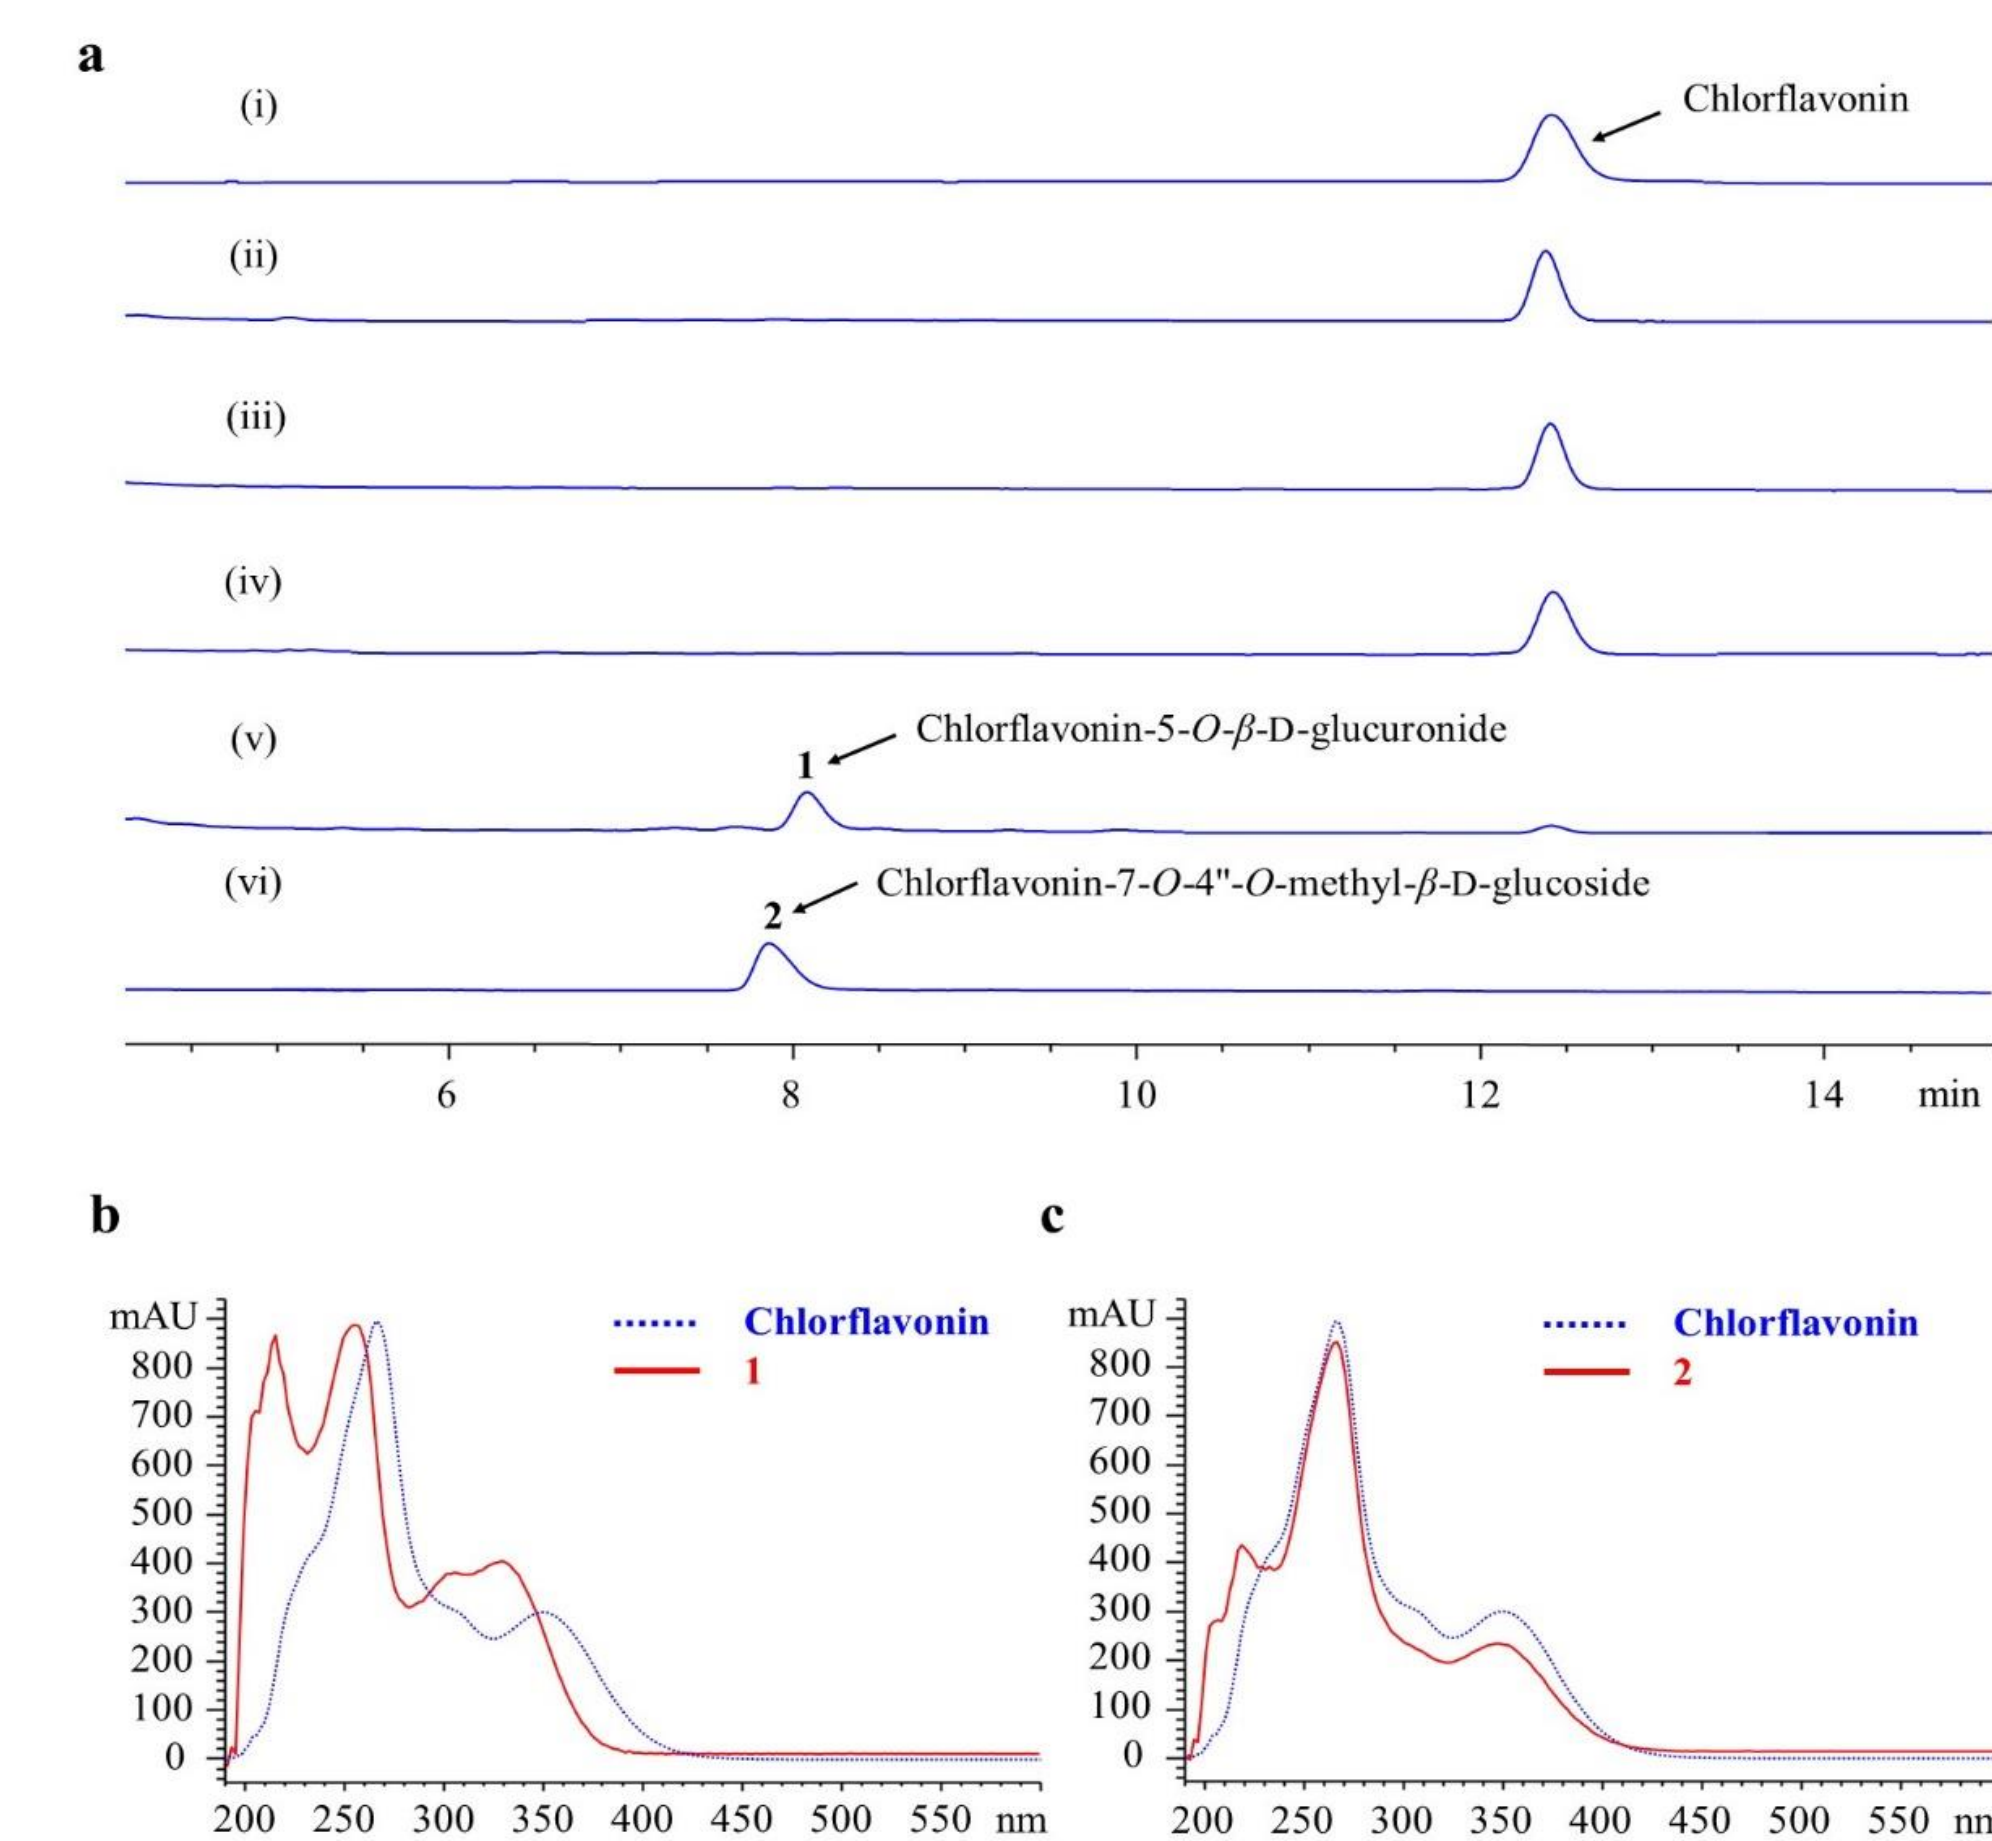 a
(i)
Chlorflavonin
(ii)
(iii)
(iv)
(v)
Chlorflavonin-5-O-β-D-glucuronide
1
(vi)
Chlorflavonin-7-O-4"-O-methyl-β-D-glucoside
2
6 8 10 12 14 min
b
mAU
800
700
600
500
400
300
200
100
0
Chlorflavonin
1
200 250 300 350 400 450 500 550 nm
c
mAU
800
700
600
500
400
300
200
100
0
Chlorflavonin
2
200 250 300 350 400 450 500 550